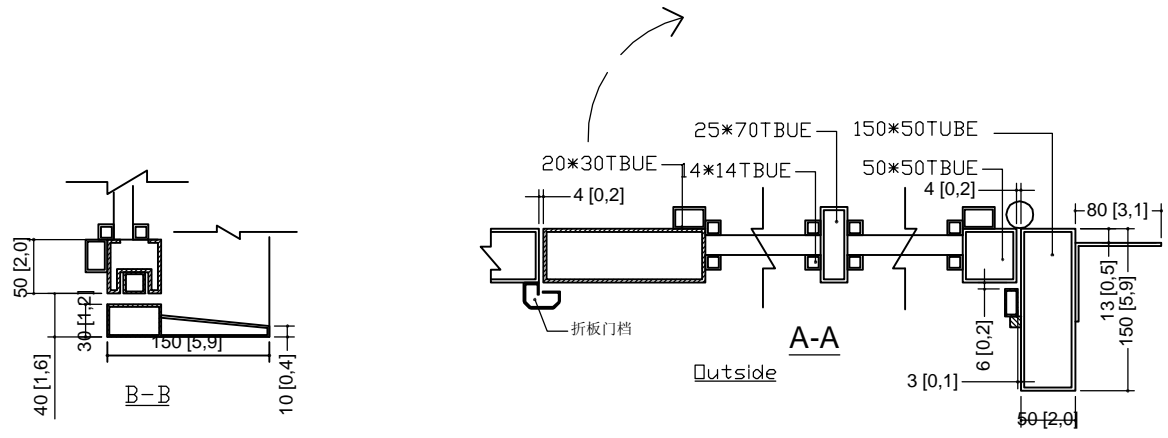 50 [2,0]
30 [1,2]
40 [1,6]
150 [5,9]
10 [0,4]
B-B
25*70TBUE
150*50TUBE
20*30TBUE
14*14TBUE
50*50TBUE
4 [0,2]
4 [0,2]
80 [3,1]
13 [0,5]
150 [5,9]
折板门档
A-A
6 [0,2]
Outside
3 [0,1]
50 [2,0]